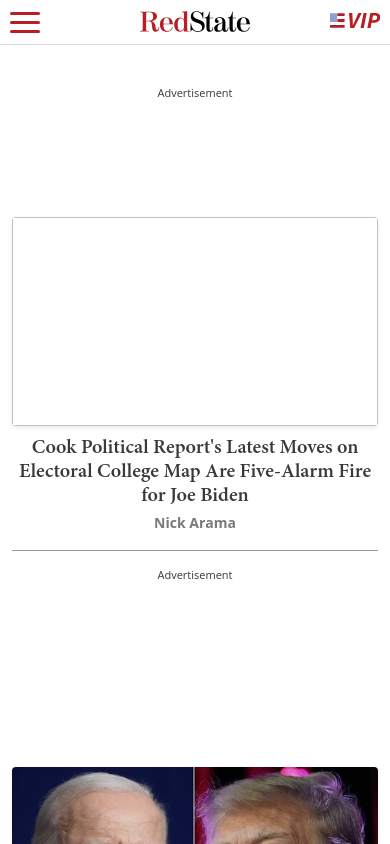 RedState
VIP
Advertisement
Cook Political Report's Latest Moves on
Electoral College Map Are Five-Alarm Fire
for Joe Biden
Nick Arama
Advertisement